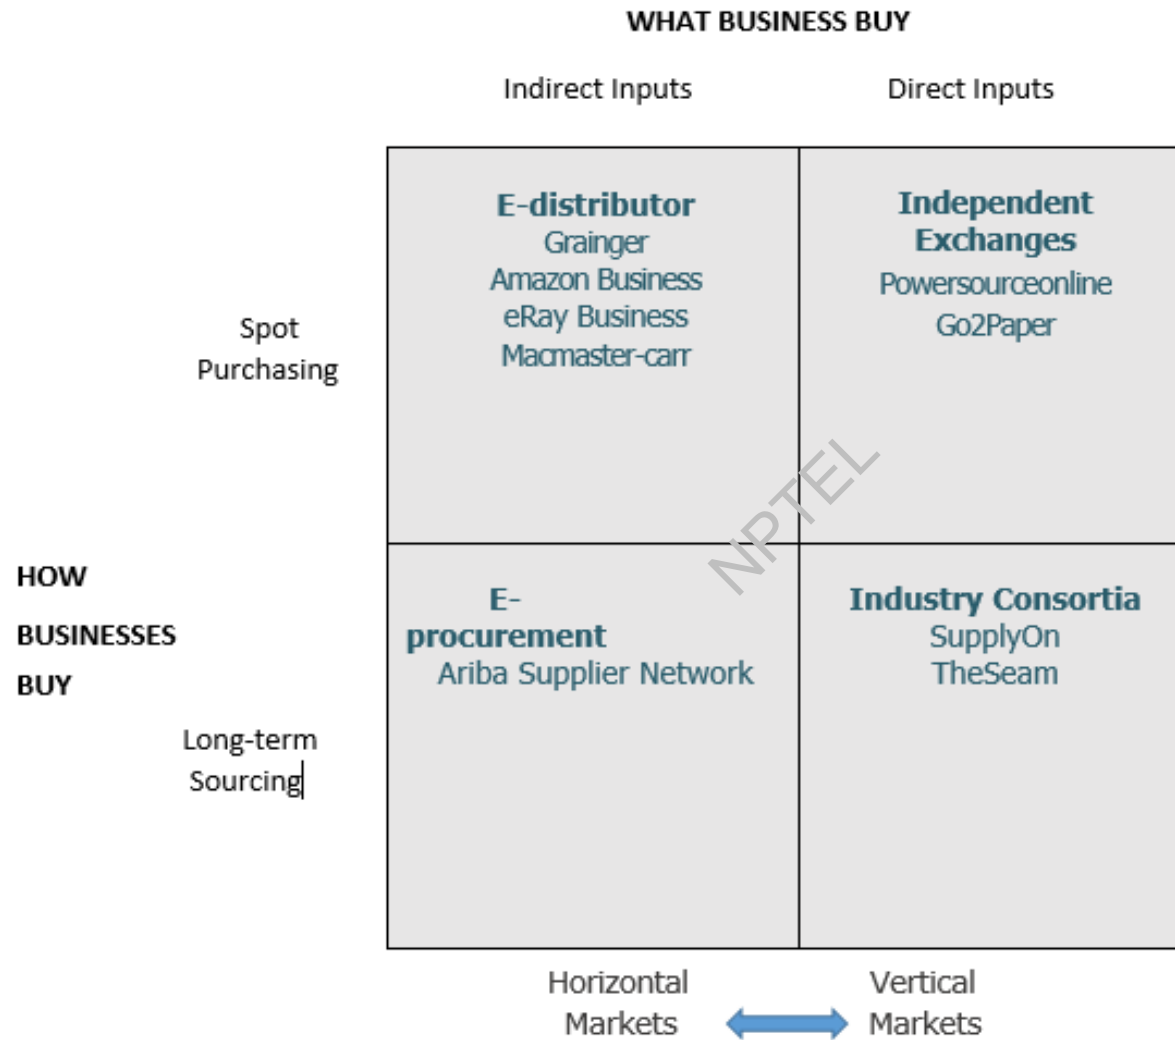 WHAT BUSINESS BUY
Indirect Inputs
Direct Inputs
E-distributor
Grainger
Amazon Business
eRay Business
Macmaster-carr
Independent
Exchanges
Powersourceonline
Go2Paper
Spot
Purchasing
NPTEL
HOW
BUSINESSES
BUY
E-
procurement
Ariba Supplier Network
Industry Consortia
SupplyOn
TheSeam
Long-term
Sourcing
Horizontal
Markets
Vertical
Markets